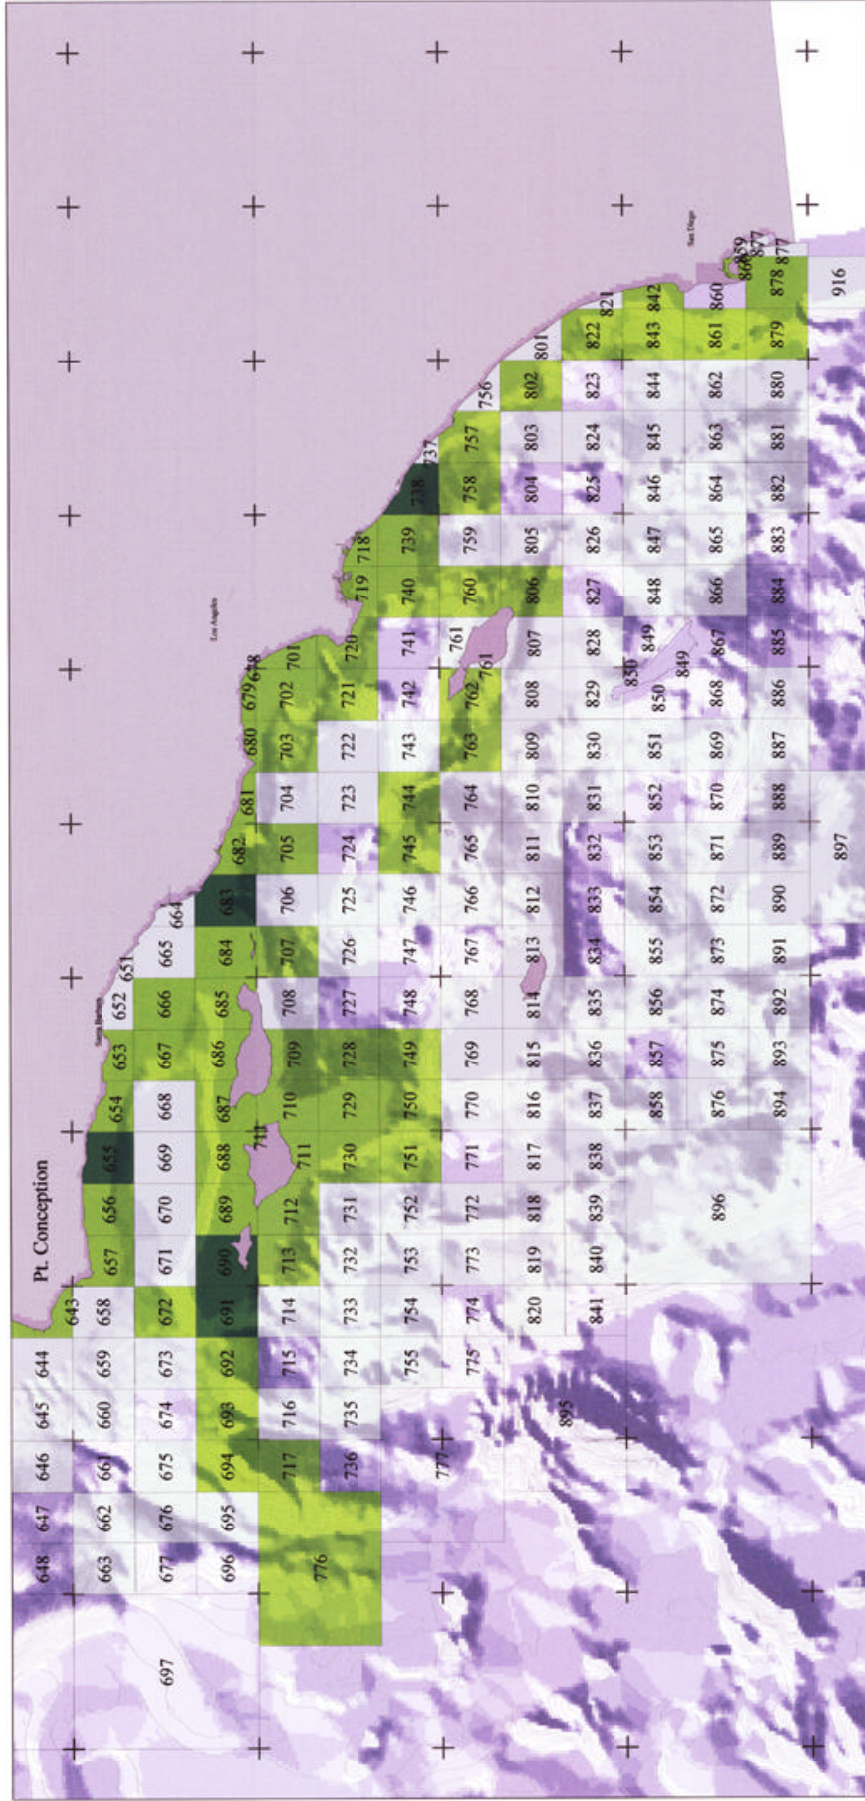 Pt. Conception
Santa Barbara
Los Angeles
San Diego
648 647 646 645 644 643
663 662 661 660 659 658 657 656 655 654 653 652 651
697 677 676 675 674 673 672 671 670 669 668 667 666 665 664
696 695 694 693 692 691 690 689 688 687 686 685 684 683 682 681 680 679 678
717 716 715 714 713 712 711 711 710 709 708 707 706 705 704 703 702 701
776 736 735 734 733 732 731 730 729 728 727 726 725 724 723 722 721 720 719 718
777 755 754 753 752 751 750 749 748 747 746 745 744 743 742 741 740 739 738 737
775 774 773 772 771 770 769 768 767 766 765 764 763 762 761 761 760 759 758 757 756
820 819 818 817 816 815 814 813 812 811 810 809 808 807 806 805 804 803 802 801
895 841 840 839 838 837 836 835 834 833 832 831 830 829 828 827 826 825 824 823 822 821
858 857 856 855 854 853 852 851 850 850 849 849 848 847 846 845 844 843 842
896 876 875 874 873 872 871 870 869 868 867 866 865 864 863 862 861 860
894 893 892 891 890 889 888 887 886 885 884 883 882 881 880 879 878 877 877 859
897 916